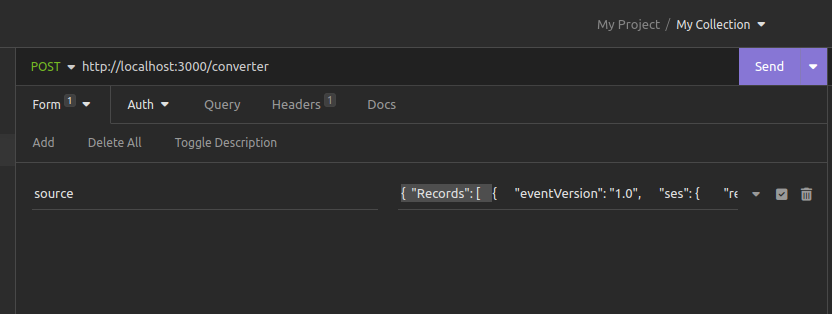 My Project / My Collection
POST http://localhost:3000/converter Send
Form 1 Auth Query Headers 1 Docs
Add Delete All Toggle Description
source { "Records": [ { "eventVersion": "1.0", "ses": { "re